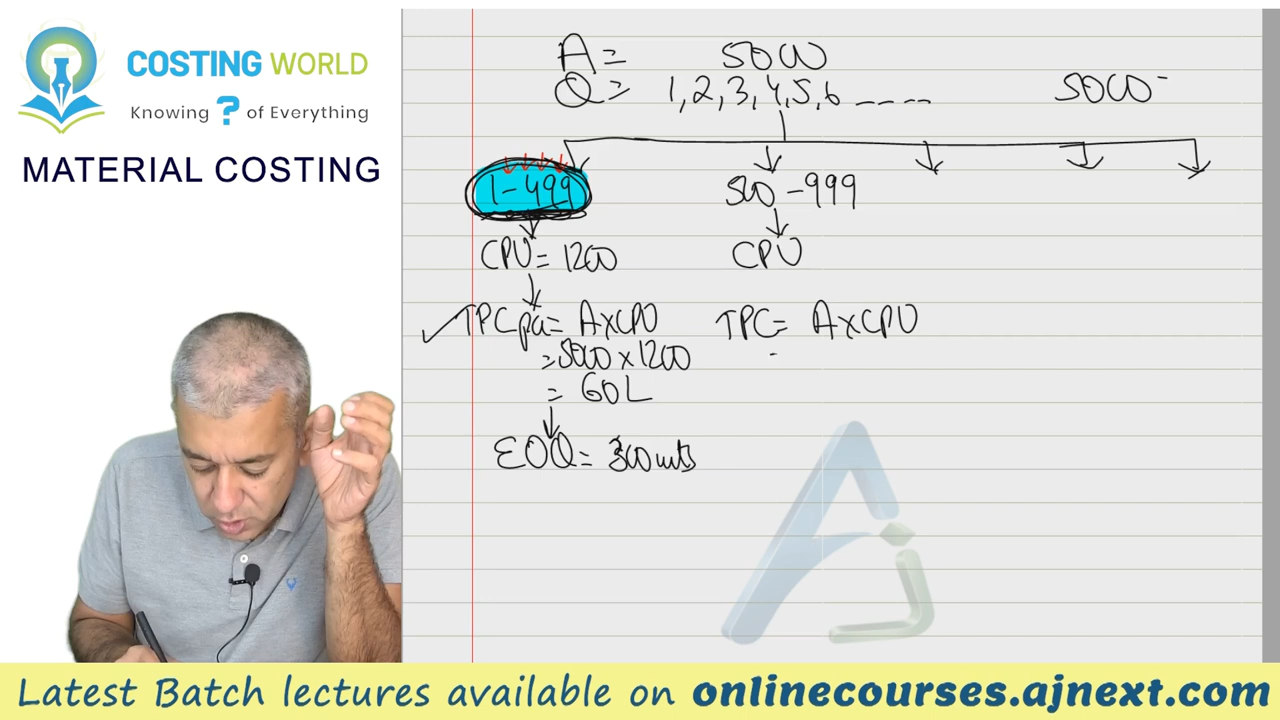 COSTING WORLD
Knowing ? of Everything
MATERIAL COSTING
A = 5000
Q = 1, 2, 3, 4, 5, 6 ---- 5000
1-499 500-999
CPU = 1200 CPU
TPC pa = AxCPU TPC = AxCPU
= 5000 x 1200 =
= 60L
EOQ = 300 units
Latest Batch lectures available on onlinecourses.ajnext.com